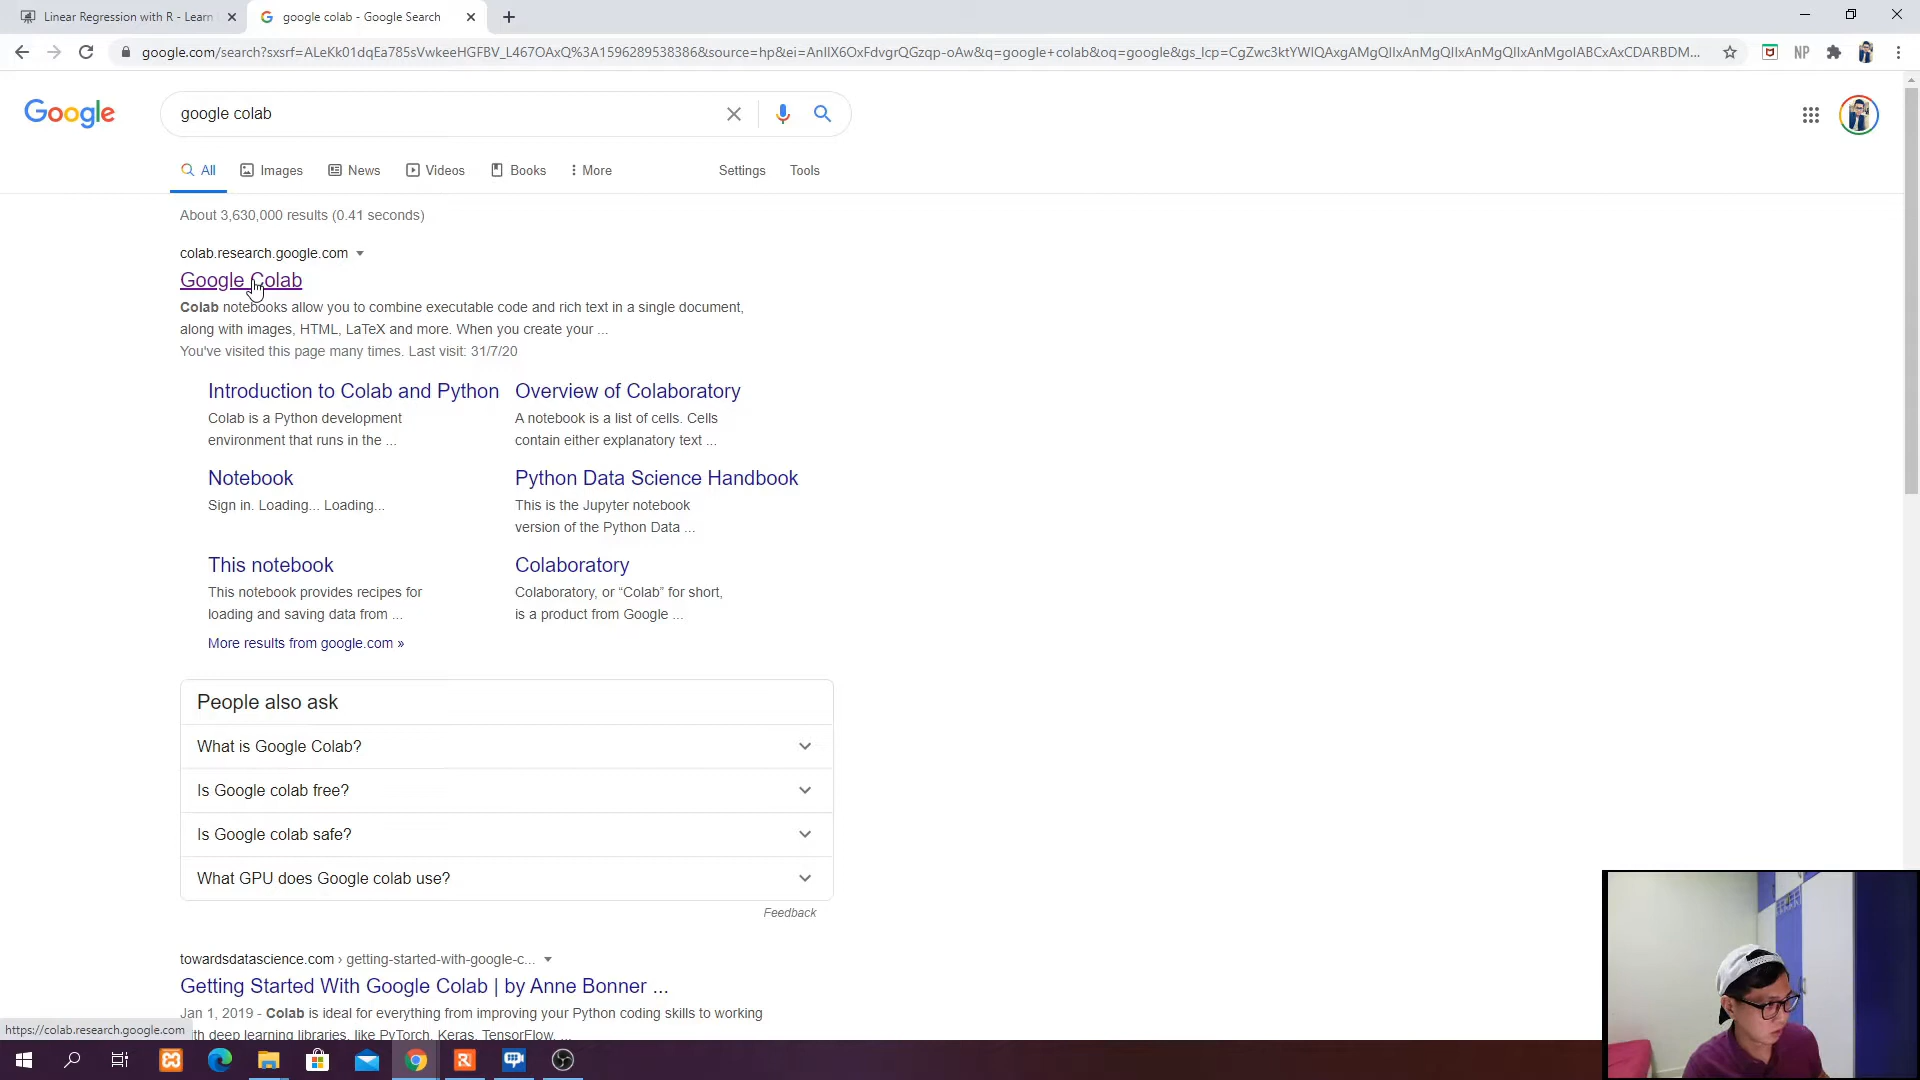 Linear Regression with R - Learn
google colab - Google Search
google.com/search?sxsrf=ALeKk01dqEa785sVwkeeHGFBV_L467OAxQ%3A1596289538386&source=hp&ei=AnIIX6OxFdvgrQGzqp-oAw&q=google+colab&oq=google&gs_lcp=CgZwc3ktYWIQAxgAMgQIIxAnMgQIIxAnMgQIIxAnMgoIABCxAxCDARBDM...
NP
Google
google colab
All
Images
News
Videos
Books
More
Settings
Tools
About 3,630,000 results (0.41 seconds)
colab.research.google.com
Google Colab
Colab notebooks allow you to combine executable code and rich text in a single document,
along with images, HTML, LaTeX and more. When you create your ...
You've visited this page many times. Last visit: 31/7/20
Introduction to Colab and Python
Colab is a Python development
environment that runs in the ...
Overview of Colaboratory
A notebook is a list of cells. Cells
contain either explanatory text ...
Notebook
Sign in. Loading... Loading...
Python Data Science Handbook
This is the Jupyter notebook
version of the Python Data ...
This notebook
This notebook provides recipes for
loading and saving data from ...
Colaboratory
Colaboratory, or “Colab” for short,
is a product from Google ...
More results from google.com »
People also ask
What is Google Colab?
Is Google colab free?
Is Google colab safe?
What GPU does Google colab use?
Feedback
towardsdatascience.com › getting-started-with-google-c...
Getting Started With Google Colab | by Anne Bonner ...
Jan 1, 2019 - Colab is ideal for everything from improving your Python coding skills to working
with deep learning libraries, like PyTorch, Keras, TensorFlow, ...
https://colab.research.google.com